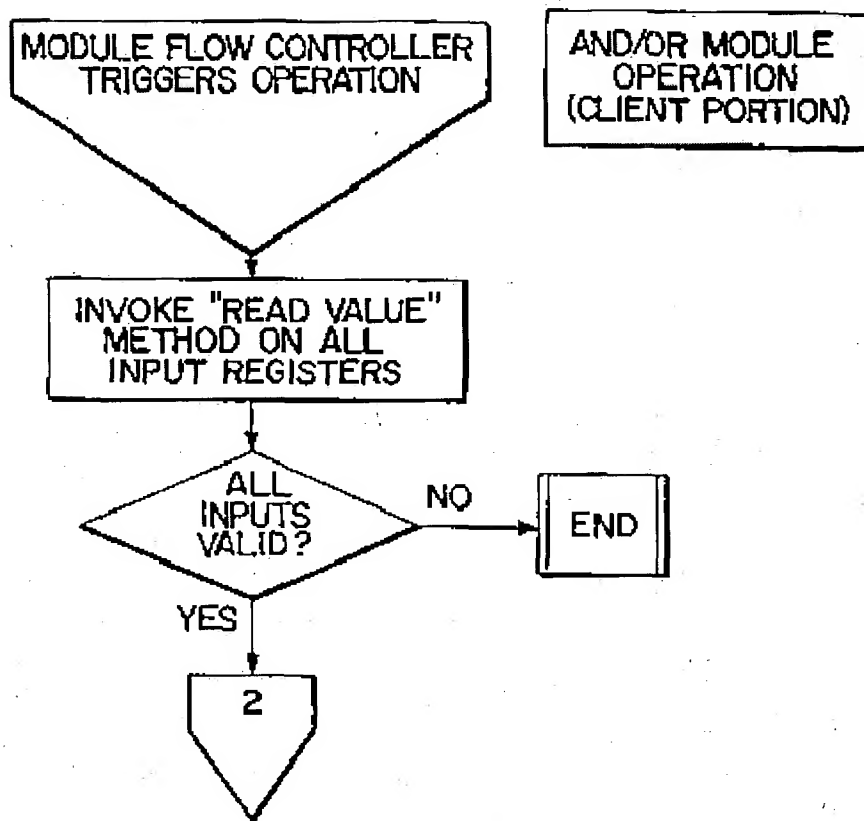 MODULE FLOW CONTROLLER
TRIGGERS OPERATION
AND/OR MODULE
OPERATION
(CLIENT PORTION)
INVOKE "READ VALUE"
METHOD ON ALL
INPUT REGISTERS
ALL
INPUTS
VALID?
NO
END
YES
2